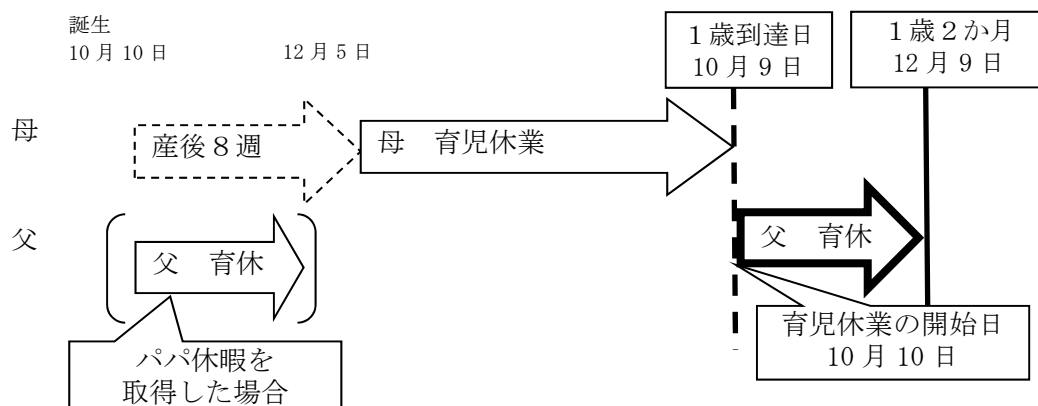 誕生
10月10日
12月5日
１歳到達日
10月9日
１歳２か月
12月9日
母
産後８週
母　育児休業
父
父　育休
父　育休
育児休業の開始日
10月10日
パパ休暇を
取得した場合